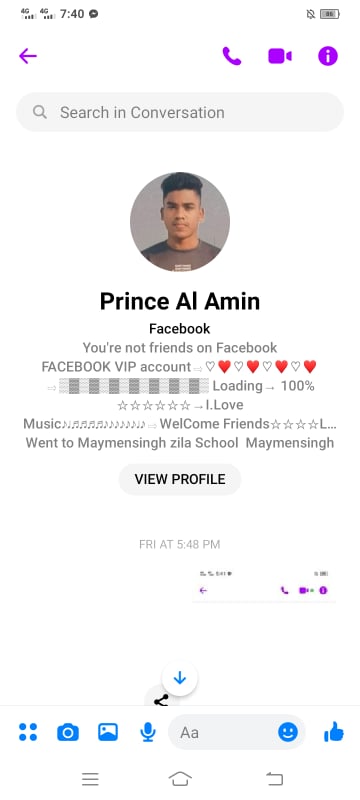 4G 4G 7:40 86
Search in Conversation
Prince Al Amin
Facebook
You're not friends on Facebook
FACEBOOK VIP account⇨♡❤️♡❤️♡❤️♡❤️
⇨▒▓▒▓▒▓▒▓▒▓▒▓▒▓▒ Loading→ 100%
☆☆☆☆☆☆→I.Love
Music♪♪♬♬♬♬♪♪♪♪♪♪♪⇨WelCome Friends☆☆☆☆L...
Went to Maymensingh zila School Maymensingh
VIEW PROFILE
FRI AT 5:48 PM
5:41
Aa